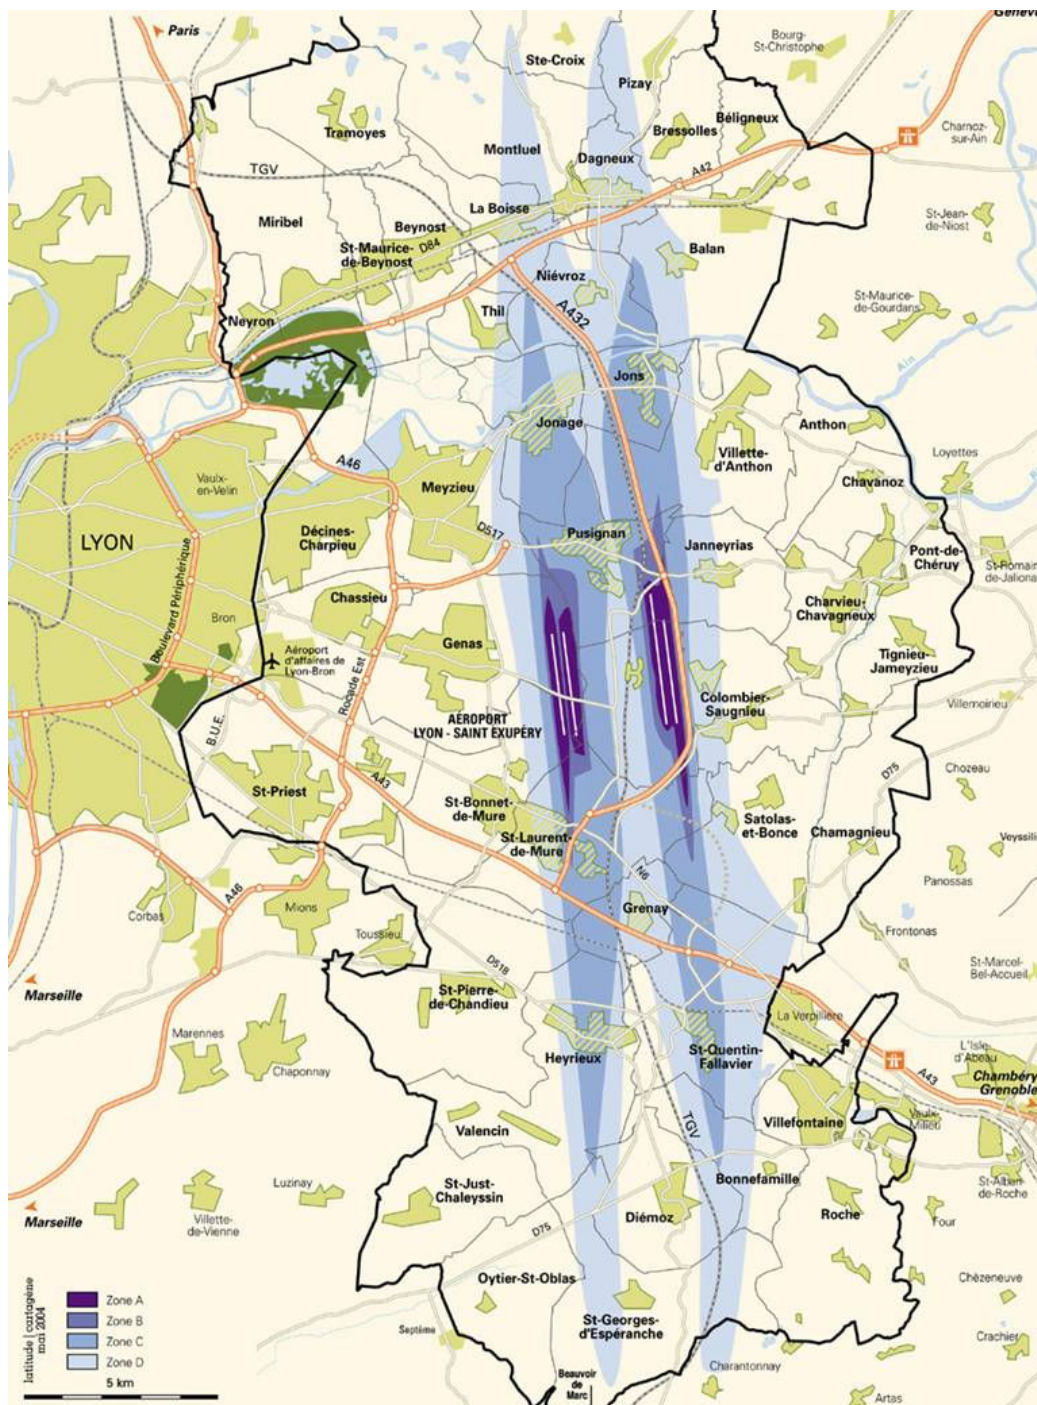 Paris
Genève
Bourg-
St-Christophe
Ste-Croix
Pizay
Tramoyes
Bressolles
Béligneux
Charnoz-
sur-Ain
Montluel
Dagneux
TGV
A42
La Boisse
Miribel
Beynost
D84
St-Maurice-
de-Beynost
St-Jean-
de-Niost
Balan
Niévroz
A432
Thil
Neyron
St-Maurice-
de-Gourdans
Ain
Jons
Jonage
Anthon
Villette-
d'Anthon
Loyettes
A46
Vaulx-
en-Velin
Meyzieu
Chavanoz
LYON
Décines-
Charpieu
D517
Pusignan
Janneyrias
Pont-de-
Chéruy
St-Romain
de-Jaliona
Boulevard Périphérique
Chassieu
Charvieu-
Chavagneux
Bron
Genas
Tignieu-
Jameyzieu
Aéroport
d'affaires de
Lyon-Bron
Rocade Est
Colombier-
Saugnieu
Villemoirieu
AÉROPORT
LYON - SAINT EXUPÉRY
B.U.E.
A43
D75
Chozeau
St-Priest
St-Bonnet-
de-Mure
Satolas-
et-Bonce
Chamagnieu
St-Laurent-
de-Mure
Veyssili
N6
Panossas
A46
Corbas
Mions
Grenay
Toussieu
Frontonas
D518
St-Marcel-
Bel-Accueil
Marseille
St-Pierre-
de-Chandieu
La Verpillière
Marennes
Heyrieux
St-Quentin-
Fallavier
L'Isle-
d'Abeau
Chaponnay
A43
Chambéry
Grenoble
TGV
Valencin
Villefontaine
Vaulx-
Milieu
Luzinay
St-Just-
Chaleyssin
Bonnefamille
St-Alban-
de-Roche
Marseille
Villette-
de-Vienne
Diémoz
Roche
Four
D75
Oytier-St-Oblas
Chèzeneuve
latitude | cartagène
mai 2004
Zone A
Zone B
Zone C
Zone D
St-Georges-
d'Espéranche
Septème
Crachier
5 km
Beauvoir
de
Marc
Charantonnay
Artas